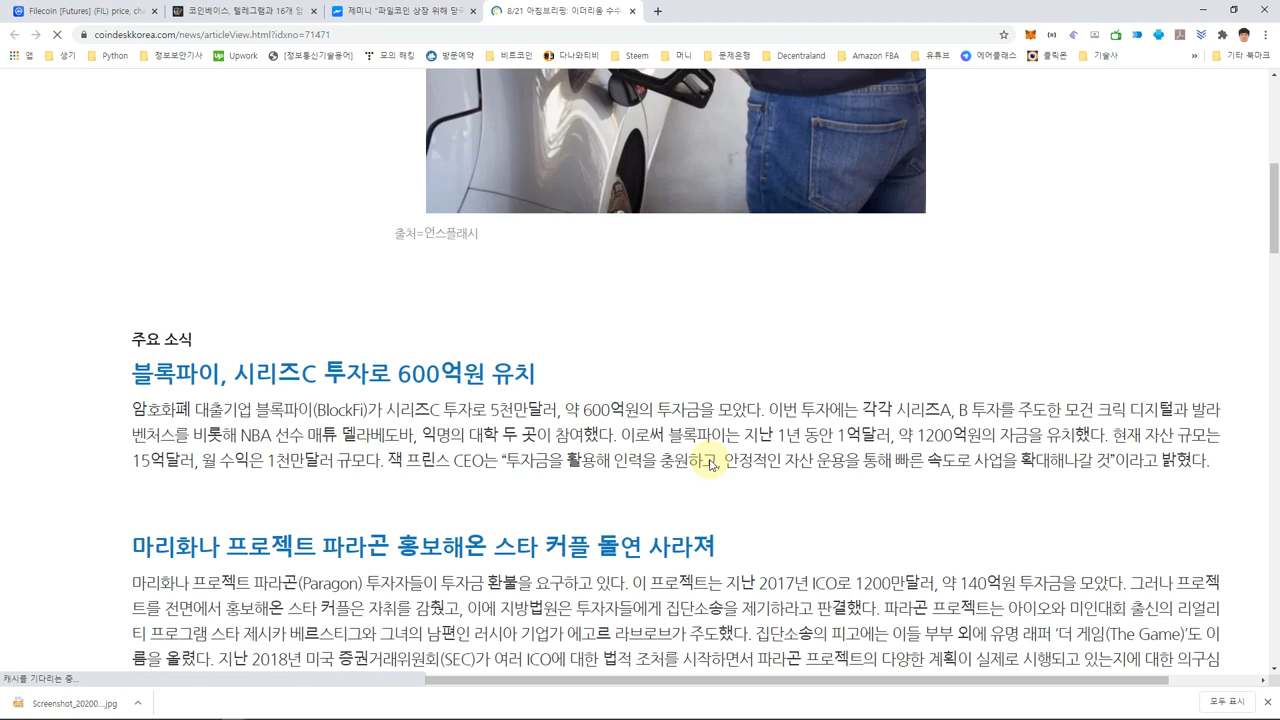 Filecoin [Futures] (FIL) price, cha
코인베이스, 텔레그램과 16개 암
제미니 "파일코인 상장 위해 당국
8/21 아침브리핑: 이더리움 수수
coindeskkorea.com/news/articleView.html?idxno=71471
앱 생기 Python 정보보안기사 Upwork [정보통신기술용어] 모의 해킹 방문예약 비트코인 다나와티비 Steem 머니 문제은행 Decentraland Amazon FBA 유튜브 에어클래스 클릭몬 기술사 » 기타 북마크
출처=언스플래시
주요 소식
블록파이, 시리즈C 투자로 600억원 유치
암호화폐 대출기업 블록파이(BlockFi)가 시리즈C 투자로 5천만달러, 약 600억원의 투자금을 모았다. 이번 투자에는 각각 시리즈A, B 투자를 주도한 모건 크릭 디지털과 발라
벤처스를 비롯해 NBA 선수 매튜 델라베도바, 익명의 대학 두 곳이 참여했다. 이로써 블록파이는 지난 1년 동안 1억달러, 약 1200억원의 자금을 유치했다. 현재 자산 규모는
15억달러, 월 수익은 1천만달러 규모다. 잭 프린스 CEO는 “투자금을 활용해 인력을 충원하고, 안정적인 자산 운용을 통해 빠른 속도로 사업을 확대해나갈 것”이라고 밝혔다.
마리화나 프로젝트 파라곤 홍보해온 스타 커플 돌연 사라져
마리화나 프로젝트 파라곤(Paragon) 투자자들이 투자금 환불을 요구하고 있다. 이 프로젝트는 지난 2017년 ICO로 1200만달러, 약 140억원 투자금을 모았다. 그러나 프로젝
트를 전면에서 홍보해온 스타 커플은 자취를 감췄고, 이에 지방법원은 투자자들에게 집단소송을 제기하라고 판결했다. 파라곤 프로젝트는 아이오와 미인대회 출신의 리얼리
티 프로그램 스타 제시카 베르스티그와 그녀의 남편인 러시아 기업가 에고르 라브로브가 주도했다. 집단소송의 피고에는 이들 부부 외에 유명 래퍼 ‘더 게임(The Game)’도 이
름을 올렸다. 지난 2018년 미국 증권거래위원회(SEC)가 여러 ICO에 대한 법적 조처를 시작하면서 파라곤 프로젝트의 다양한 계획이 실제로 시행되고 있는지에 대한 의구심
캐시를 기다리는 중...
Screenshot_20200....jpg
모두 표시